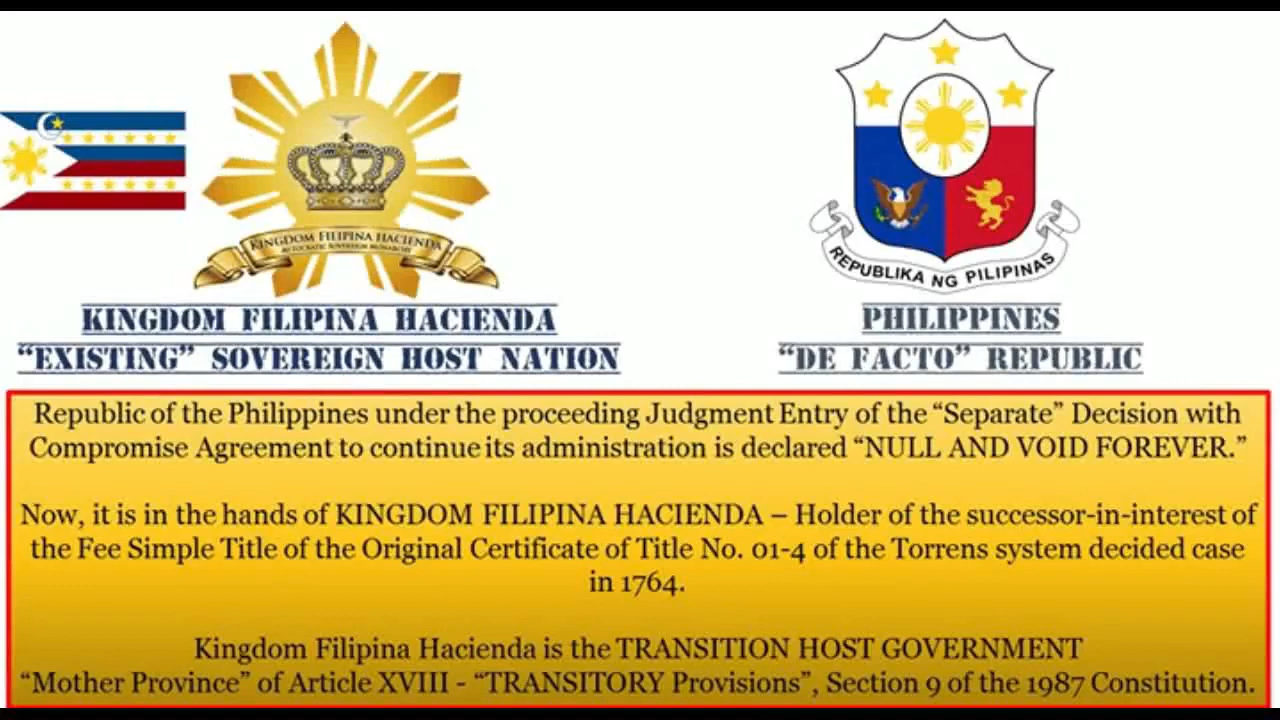 KINGDOM FILIPINA HACIENDA
AUTOCRATIC SOVEREIGN MONARCHY
REPUBLIKA NG PILIPINAS
KINGDOM FILIPINA HACIENDA
“EXISTING” SOVEREIGN HOST NATION
PHILIPPINES
“DE FACTO” REPUBLIC
Republic of the Philippines under the proceeding Judgment Entry of the “Separate” Decision with
Compromise Agreement to continue its administration is declared “NULL AND VOID FOREVER.”
Now, it is in the hands of KINGDOM FILIPINA HACIENDA – Holder of the successor-in-interest of
the Fee Simple Title of the Original Certificate of Title No. 01-4 of the Torrens system decided case
in 1764.
Kingdom Filipina Hacienda is the TRANSITION HOST GOVERNMENT
“Mother Province” of Article XVIII - “TRANSITORY Provisions”, Section 9 of the 1987 Constitution.